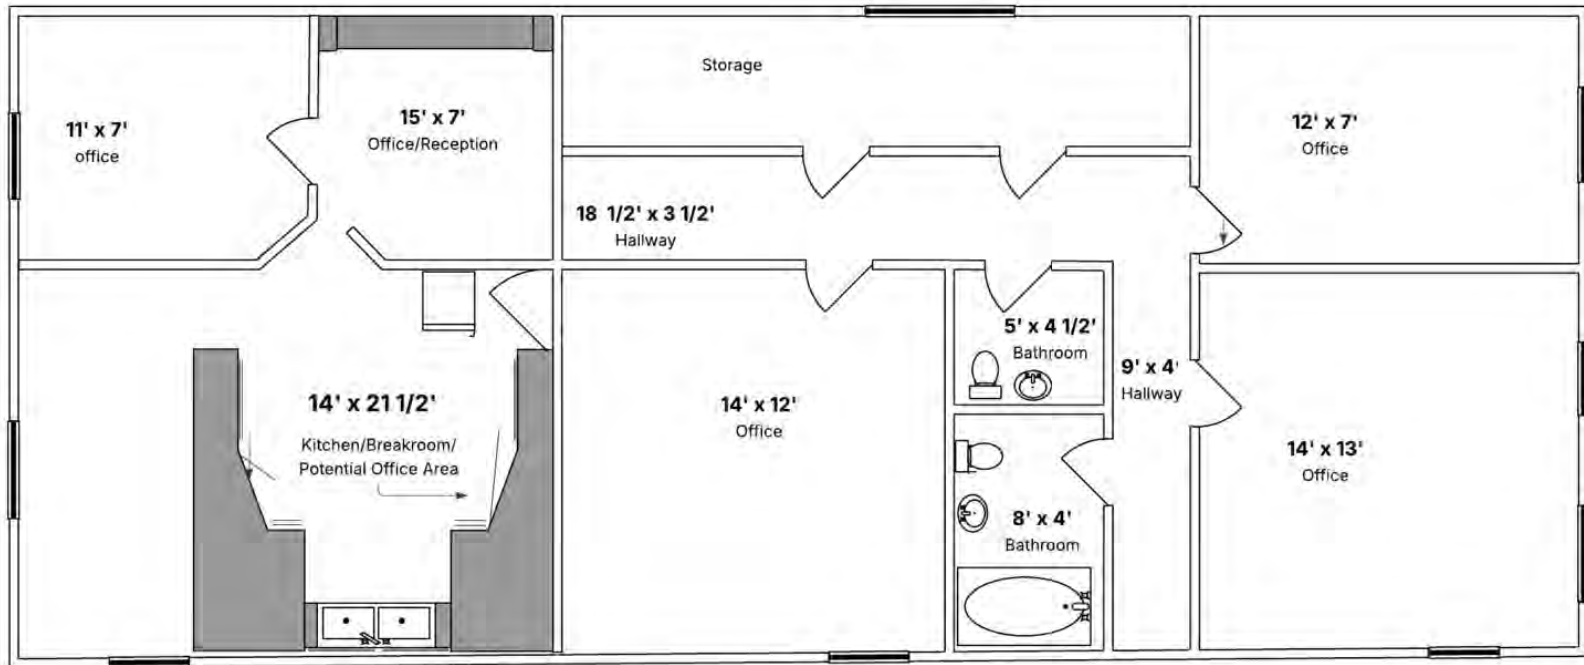 Storage
11' x 7'
office
15' x 7'
Office/Reception
12' x 7'
Office
18 1/2' x 3 1/2'
Hallway
5' x 4 1/2'
Bathroom
9' x 4'
Hallway
14' x 21 1/2'
Kitchen/Breakroom/
Potential Office Area
14' x 12'
Office
14' x 13'
Office
8' x 4'
Bathroom